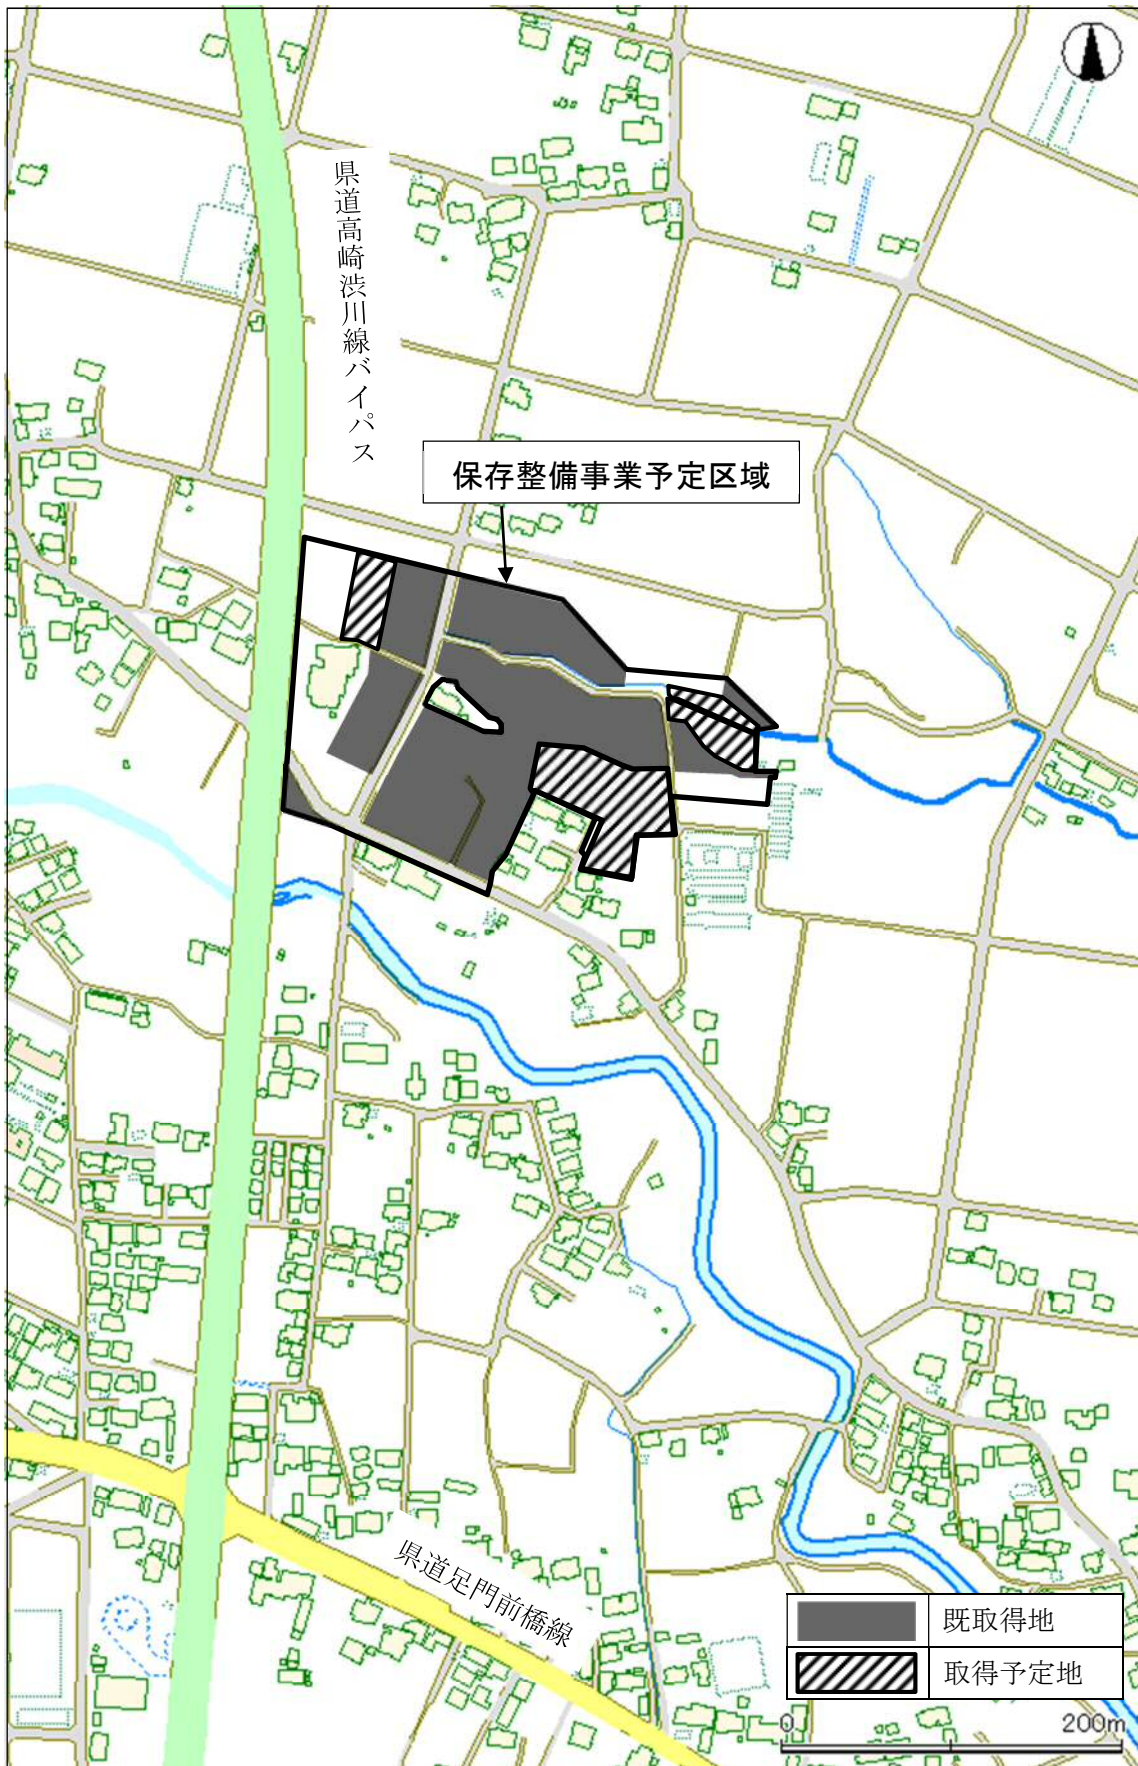 県道高崎渋川線バイパス
保存整備事業予定区域
県道足門前橋線
既取得地
取得予定地
0 200m